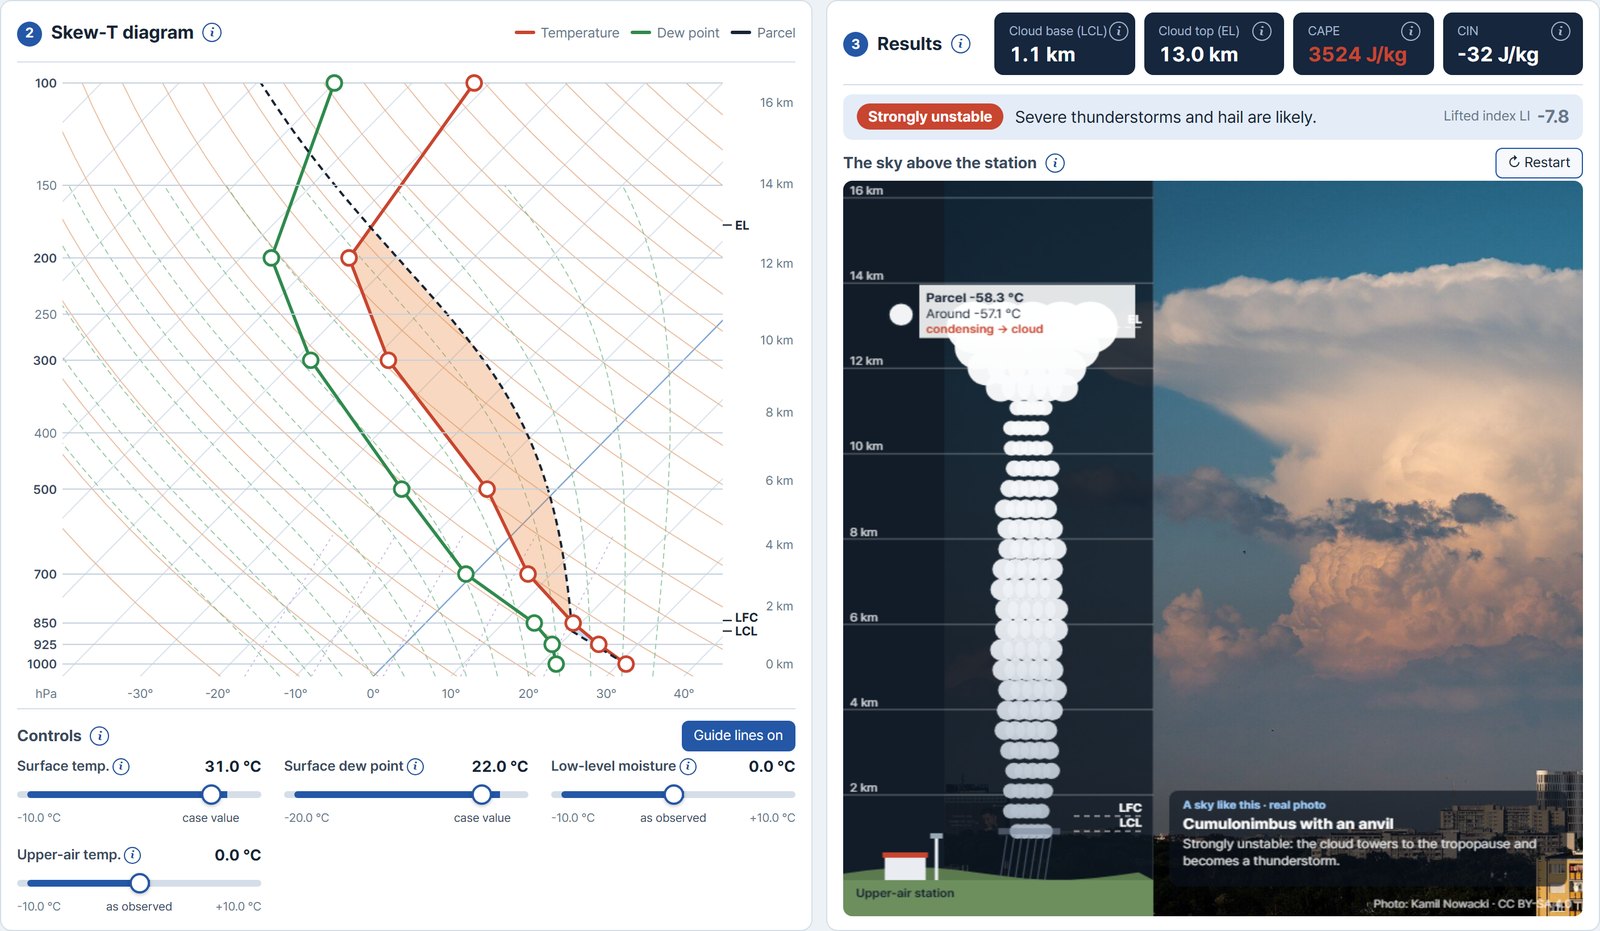 2 Skew-T diagram i
Temperature Dew point Parcel
100
150
200
250
300
400
500
700
850
925
1000
hPa
16 km
14 km
12 km
10 km
8 km
6 km
4 km
2 km
0 km
EL
LFC
LCL
-30° -20° -10° 0° 10° 20° 30° 40°
Controls i
Guide lines on
Surface temp. i 31.0 °C
-10.0 °C case value
Surface dew point i 22.0 °C
-20.0 °C case value
Low-level moisture i 0.0 °C
-10.0 °C as observed +10.0 °C
Upper-air temp. i 0.0 °C
-10.0 °C as observed +10.0 °C
3 Results i
Cloud base (LCL) i
1.1 km
Cloud top (EL) i
13.0 km
CAPE i
3524 J/kg
CIN i
-32 J/kg
Strongly unstable Severe thunderstorms and hail are likely. Lifted index LI -7.8
The sky above the station i
Restart
16 km
14 km
12 km
10 km
8 km
6 km
4 km
2 km
Parcel -58.3 °C
Around -57.1 °C
condensing → cloud
EL
LFC
LCL
Upper-air station
A sky like this · real photo
Cumulonimbus with an anvil
Strongly unstable: the cloud towers to the tropopause and
becomes a thunderstorm.
Photo: Kamil Nowacki · CC BY-SA 4.0